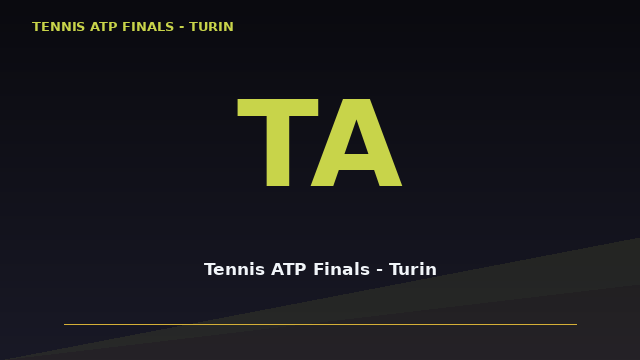 TENNIS ATP FINALS - TURIN
TA
Tennis ATP Finals - Turin